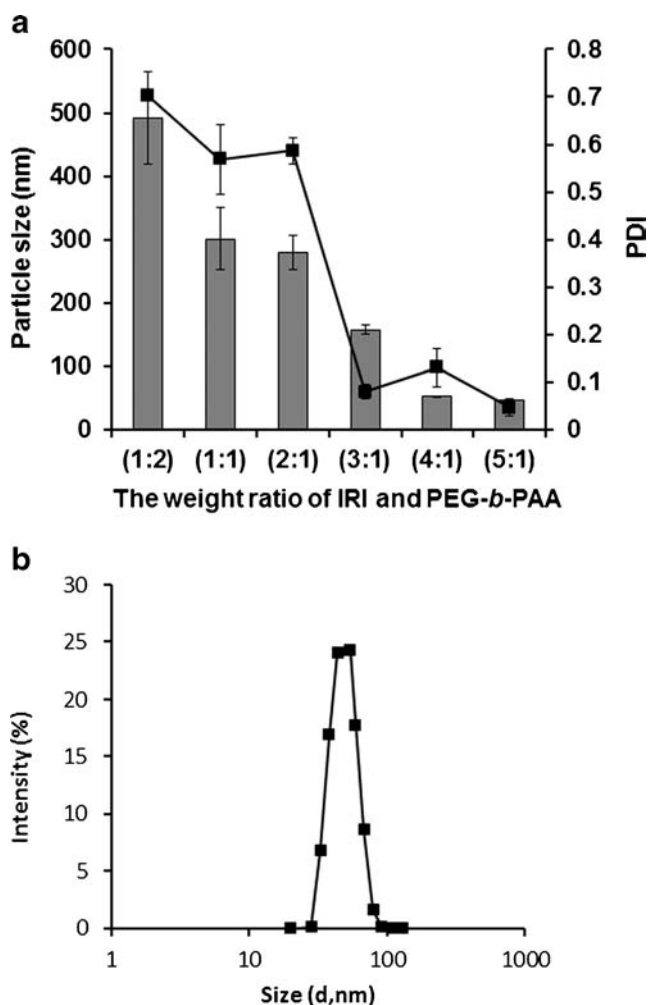 a
600
500
400
300
200
100
0
Particle size (nm)
0.8
0.7
0.6
0.5
0.4
0.3
0.2
0.1
0
PDI
(1:2) (1:1) (2:1) (3:1) (4:1) (5:1)
The weight ratio of IRI and PEG-b-PAA
b
30
25
20
15
10
5
0
Intensity (%)
1 10 100 1000
Size (d,nm)